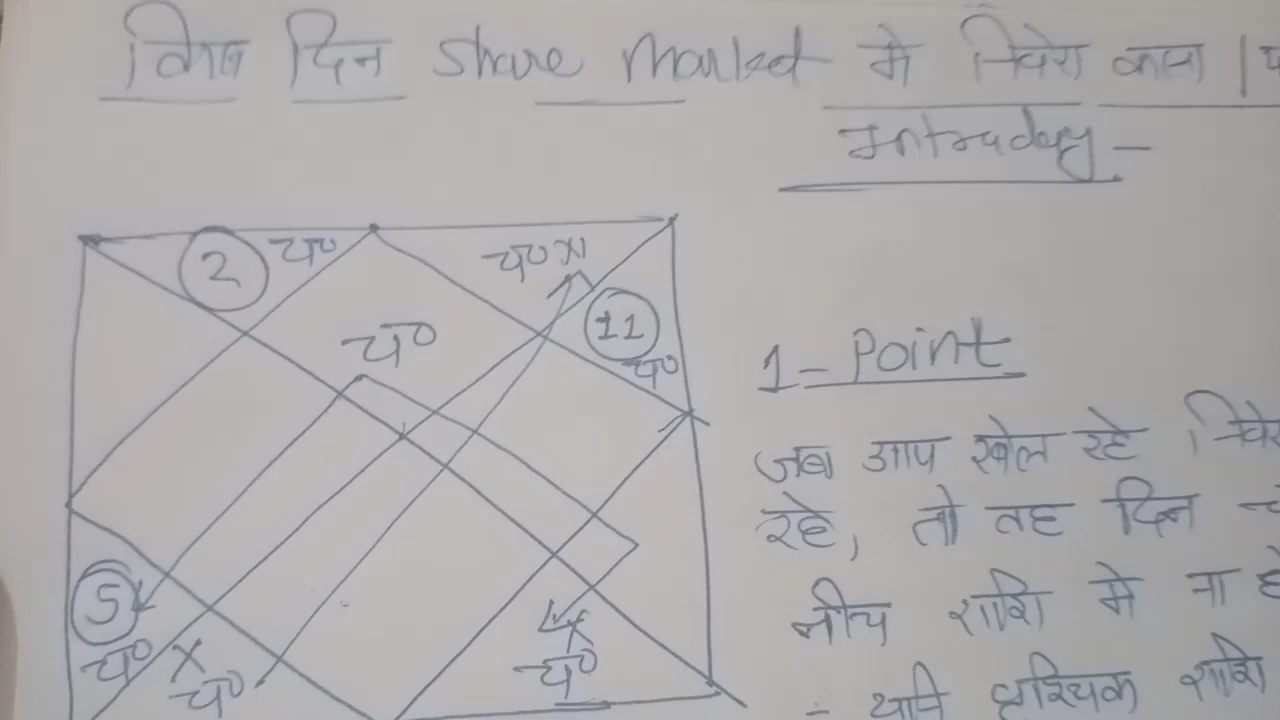 किस दिन Share Market मे निवेश करना |
Intraday -
2 च०
च० x
11
च०
च०
1 - Point
जब आप खेल रहे
रहे, तो वह दिन
5
नीच राशि मे ना
च० x
च०
x
च०
- यानि वृश्चिक राशि